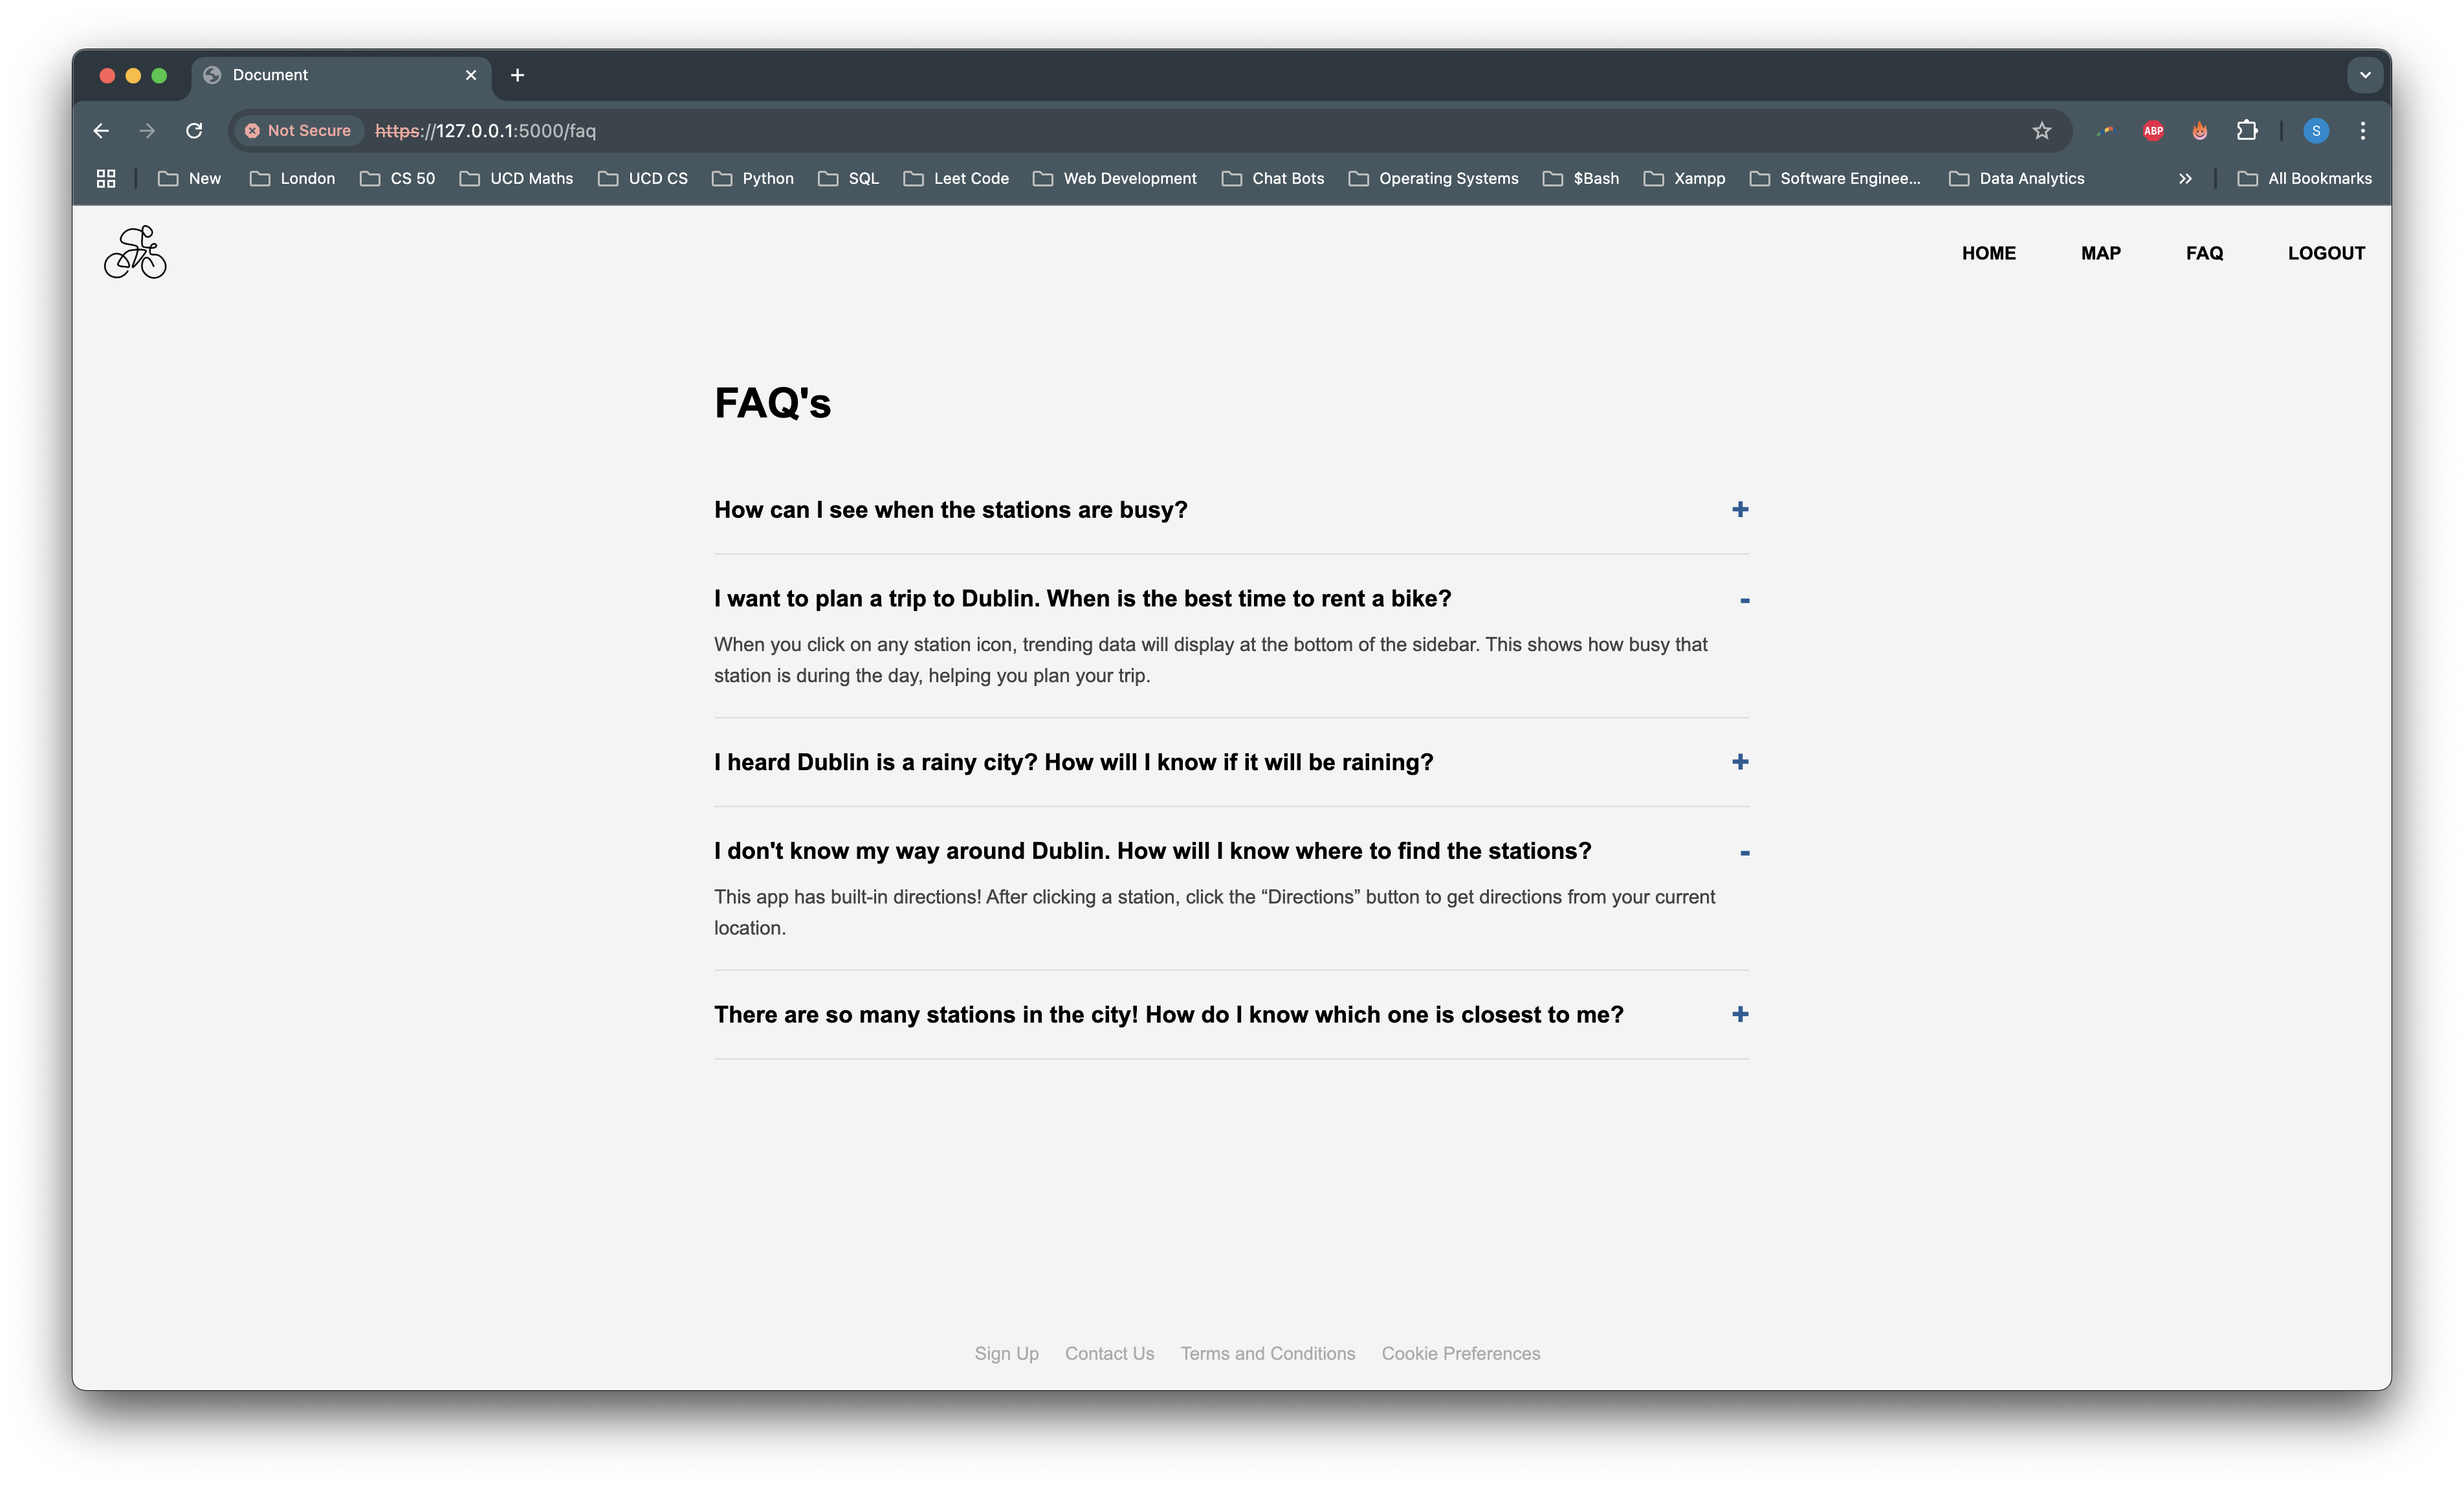 Document
Not Secure https://127.0.0.1:5000/faq
ABP
S
New London CS 50 UCD Maths UCD CS Python SQL Leet Code Web Development Chat Bots Operating Systems $Bash Xampp Software Enginee... Data Analytics All Bookmarks
HOME MAP FAQ LOGOUT
FAQ's
How can I see when the stations are busy? +
I want to plan a trip to Dublin. When is the best time to rent a bike? -
When you click on any station icon, trending data will display at the bottom of the sidebar. This shows how busy that
station is during the day, helping you plan your trip.
I heard Dublin is a rainy city? How will I know if it will be raining? +
I don't know my way around Dublin. How will I know where to find the stations? -
This app has built-in directions! After clicking a station, click the “Directions” button to get directions from your current
location.
There are so many stations in the city! How do I know which one is closest to me? +
Sign Up Contact Us Terms and Conditions Cookie Preferences